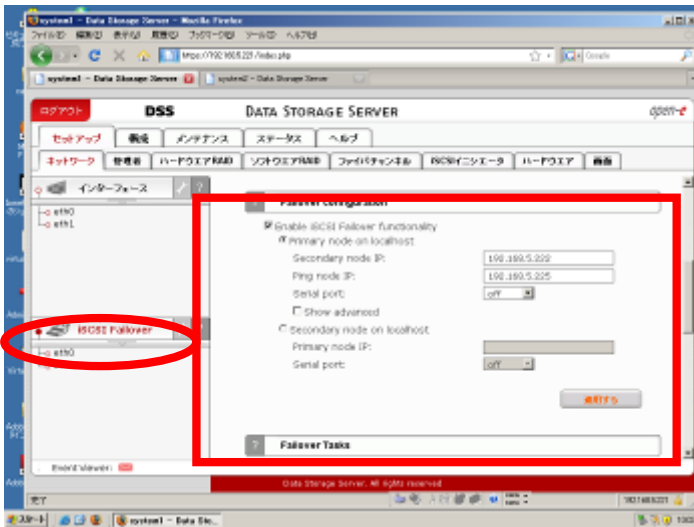 system1 - Data Storage Server - Mozilla Firefox
ファイル(F) 編集(E) 表示(V) 履歴(S) ブックマーク(B) ツール(T) ヘルプ(H)
system1 - Data Storage Server
system2 - Data Storage Server
ログアウト
DSS
DATA STORAGE SERVER
open-e
セットアップ
構成
メンテナンス
ステータス
ヘルプ
ネットワーク
管理者
ハードウェアRAID
ソフトウェアRAID
ファイバチャンネル
iSCSIイニシエータ
ハードウェア
画面
インターフェース
?
eth0
eth1
iSCSI Failover
?
eth0
Failover Configuration
Enable iSCSI Failover functionality
Primary node on localhost
Secondary node IP:
192.168.5.222
Ping node IP:
192.168.5.225
Serial port:
off
Show advanced
Secondary node on localhost
Primary node IP:
Serial port:
off
適用する
?
Failover Tasks
Event Viewer:
Data Storage Server. All rights reserved
完了
192.168.5.221
スタート
system1 - Data Sto...